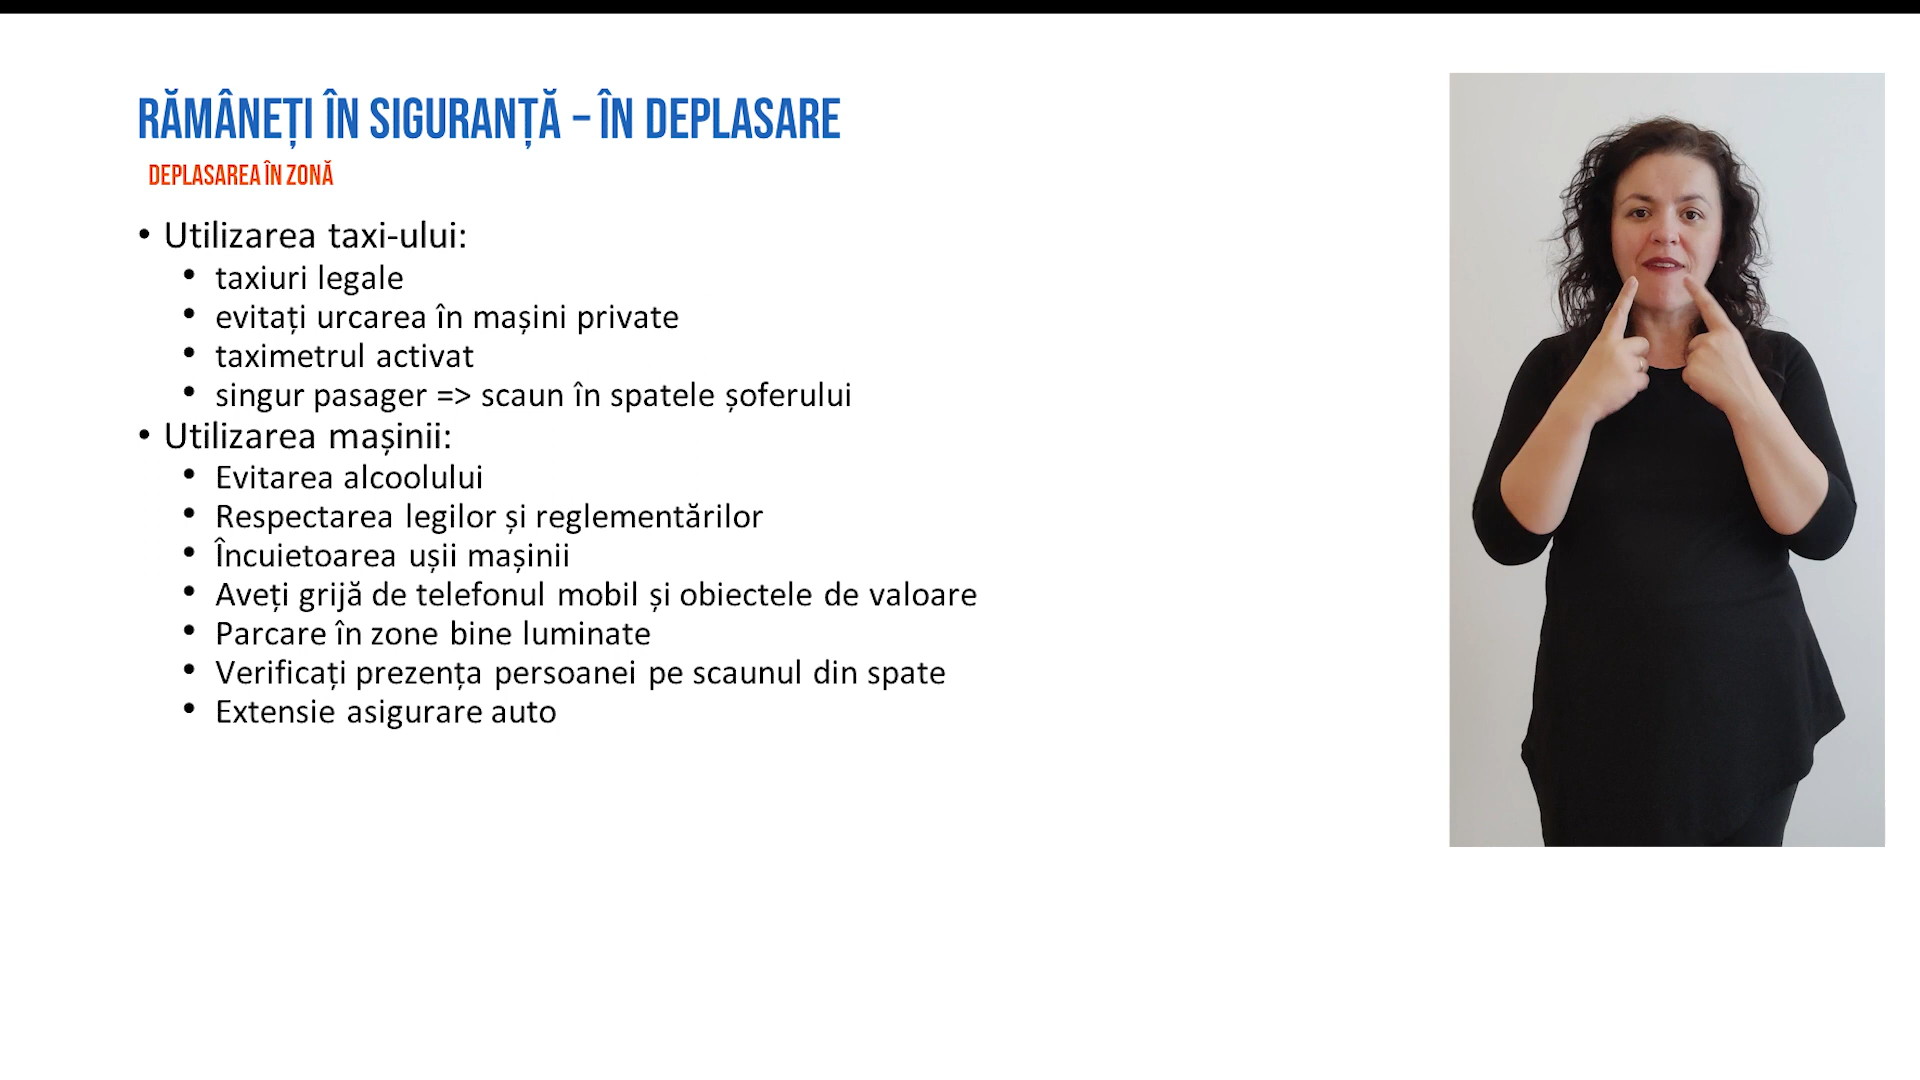 RĂMÂNEȚI ÎN SIGURANȚĂ – ÎN DEPLASARE
DEPLASAREA ÎN ZONĂ
• Utilizarea taxi-ului:
• taxiuri legale
• evitați urcarea în mașini private
• taximetrul activat
• singur pasager => scaun în spatele șoferului
• Utilizarea mașinii:
• Evitarea alcoolului
• Respectarea legilor și reglementărilor
• Încuietoarea ușii mașinii
• Aveți grijă de telefonul mobil și obiectele de valoare
• Parcare în zone bine luminate
• Verificați prezența persoanei pe scaunul din spate
• Extensie asigurare auto